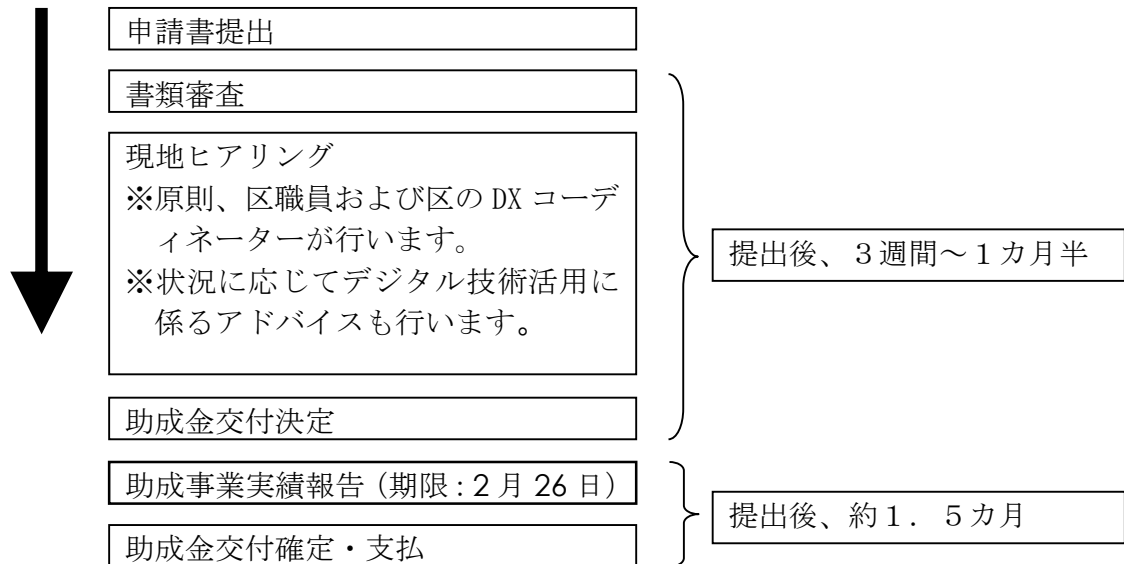 申請書提出
書類審査
現地ヒアリング
※原則、区職員および区の DX コーデ
ィネーターが行います。
※状況に応じてデジタル技術活用に
係るアドバイスも行います。
提出後、３週間～１カ月半
助成金交付決定
助成事業実績報告（期限：2 月 26 日）
提出後、約１．５カ月
助成金交付確定・支払